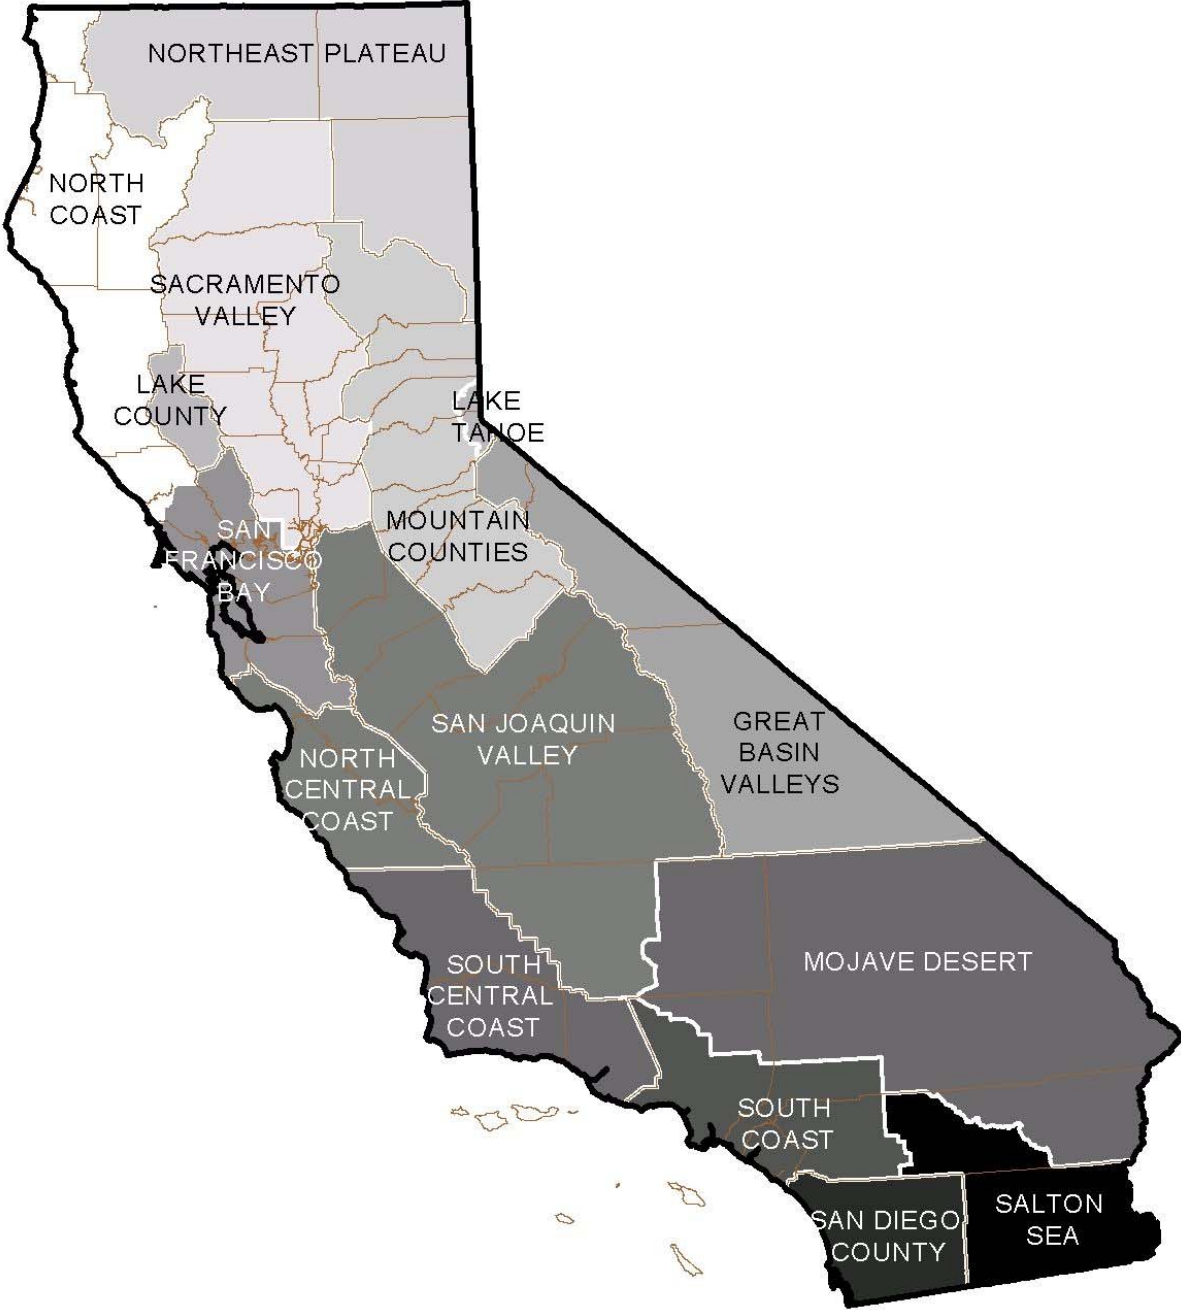 NORTHEAST PLATEAU
NORTH
COAST
SACRAMENTO
VALLEY
LAKE
COUNTY
LAKE
TAHOE
MOUNTAIN
COUNTIES
SAN
FRANCISCO
BAY
SAN JOAQUIN
VALLEY
GREAT
BASIN
VALLEYS
NORTH
CENTRAL
COAST
MOJAVE DESERT
SOUTH
CENTRAL
COAST
SOUTH
COAST
SALTON
SEA
SAN DIEGO
COUNTY